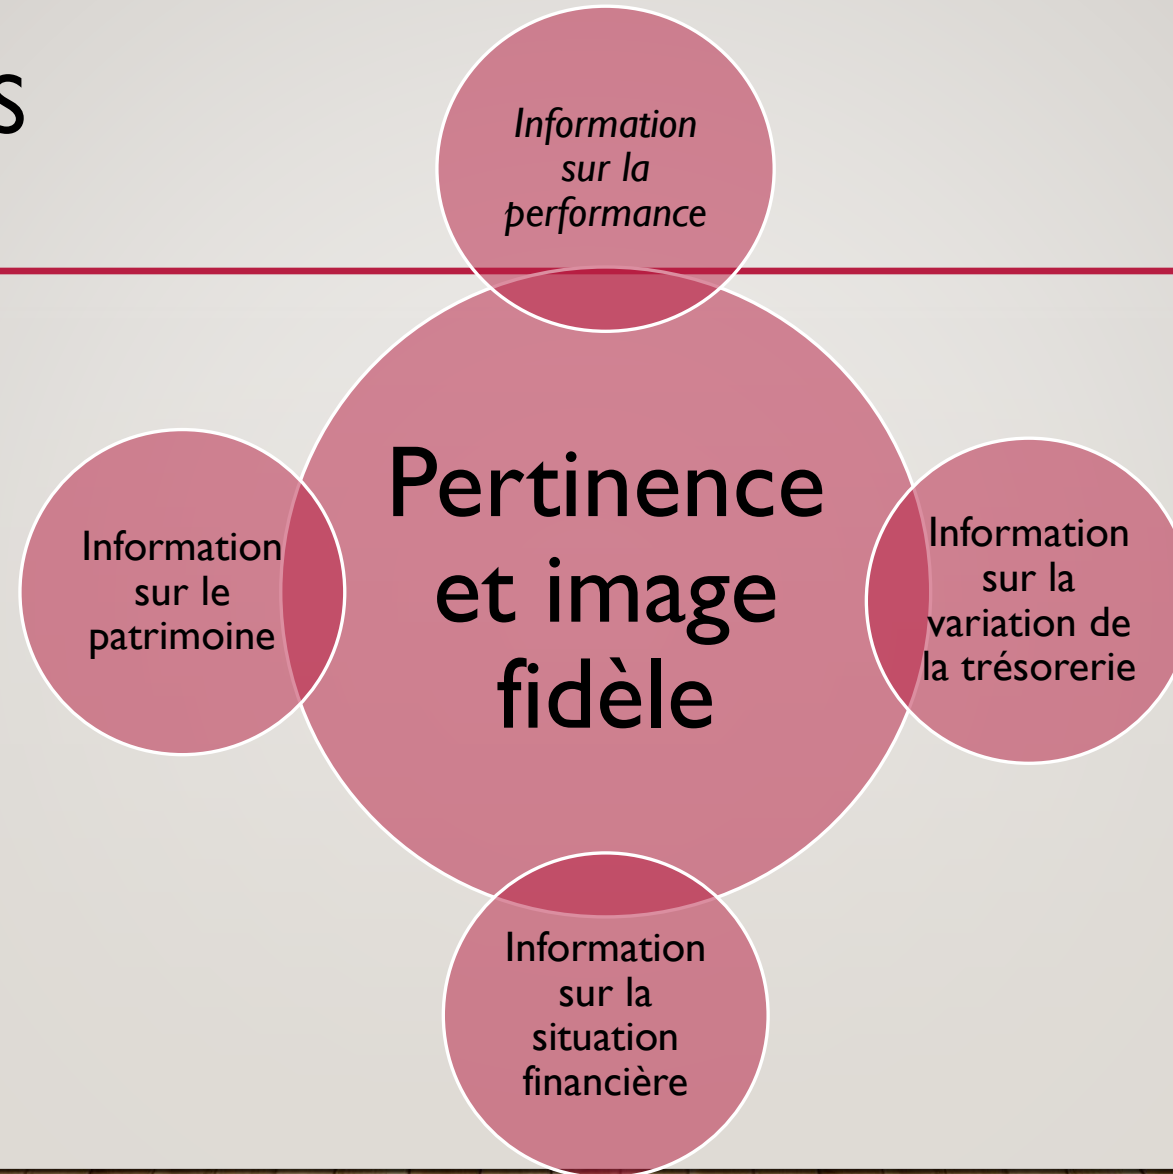 S
Information
sur la
performance
Pertinence
et image
fidèle
Information
sur le
patrimoine
Information
sur la
variation de
la trésorerie
Information
sur la
situation
financière